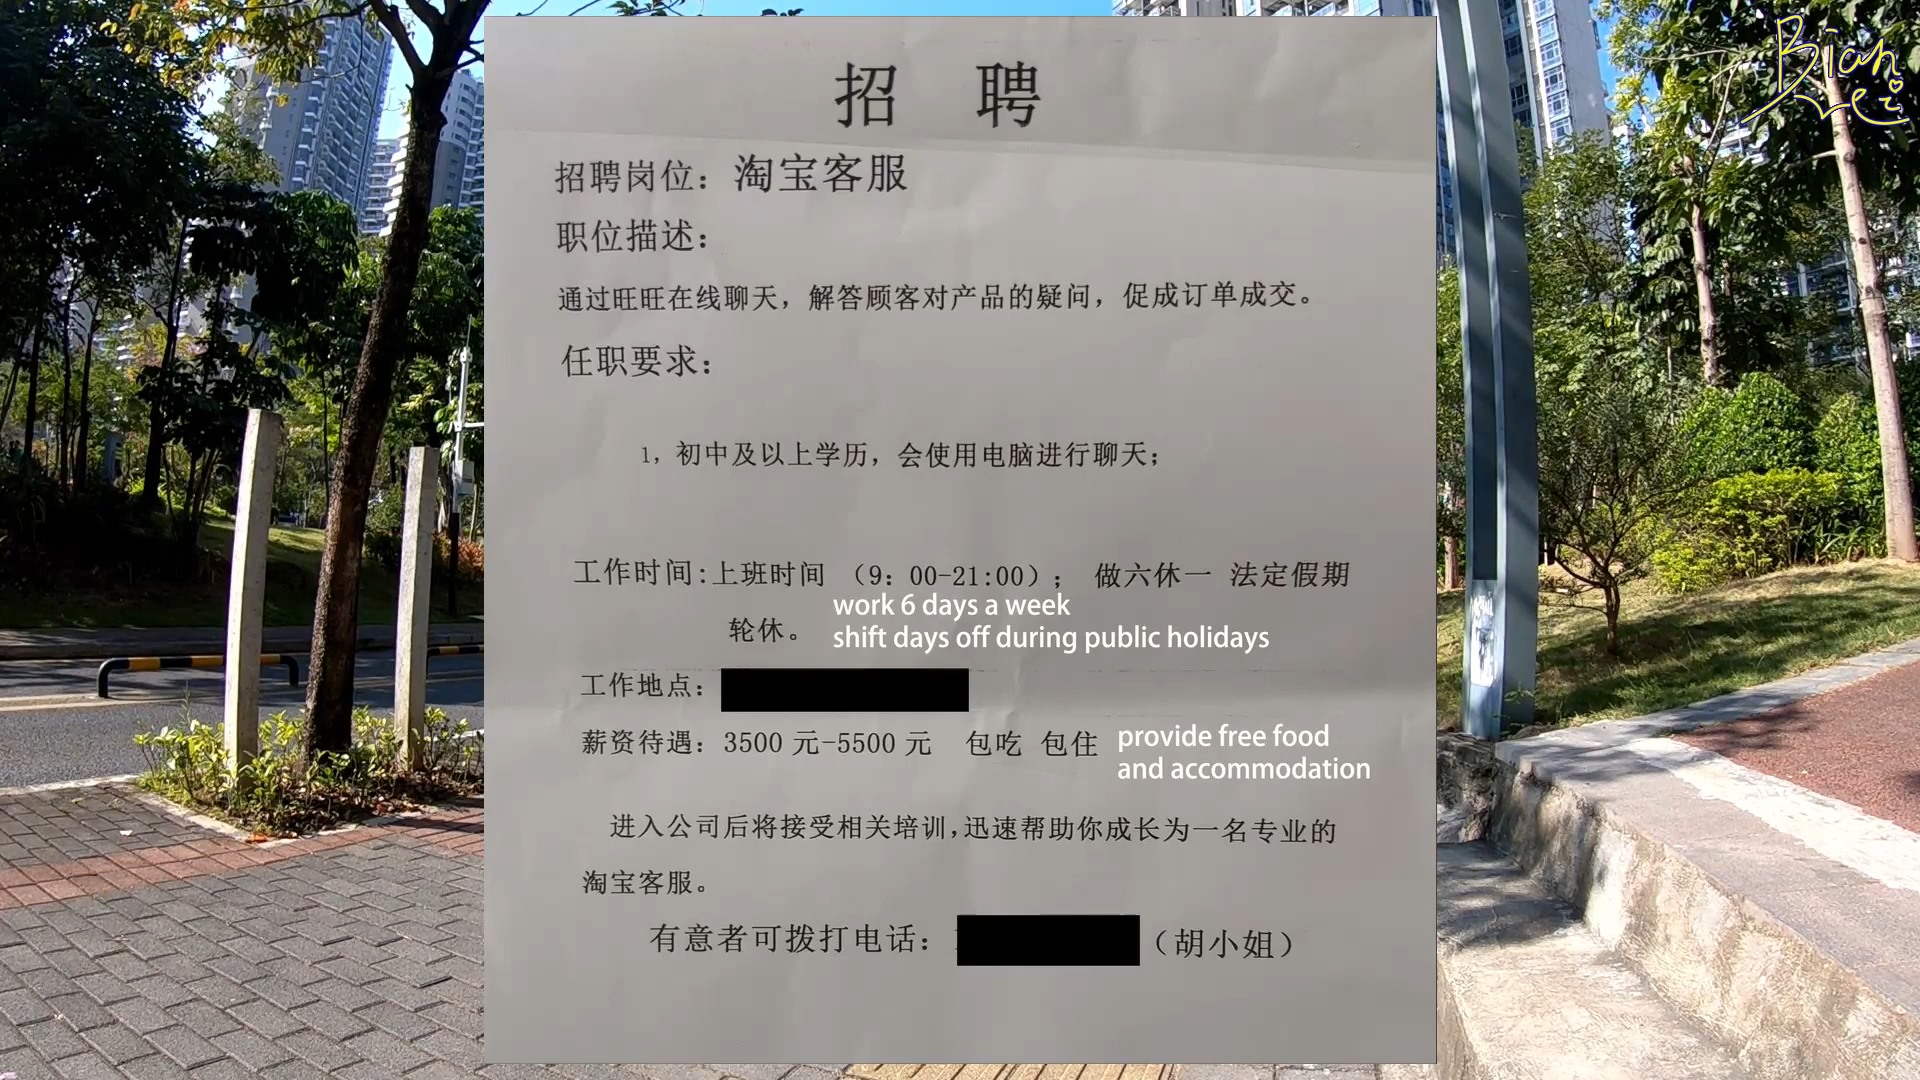 Bian Lei
招 聘
招聘岗位：淘宝客服
职位描述：
通过旺旺在线聊天，解答顾客对产品的疑问，促成订单成交。
任职要求：
1，初中及以上学历，会使用电脑进行聊天；
工作时间:上班时间 （9：00-21:00）； 做六休一 法定假期
轮休。
work 6 days a week
shift days off during public holidays
工作地点：
薪资待遇：3500 元-5500 元 包吃 包住
provide free food
and accommodation
进入公司后将接受相关培训,迅速帮助你成长为一名专业的
淘宝客服。
有意者可拨打电话： （胡小姐）